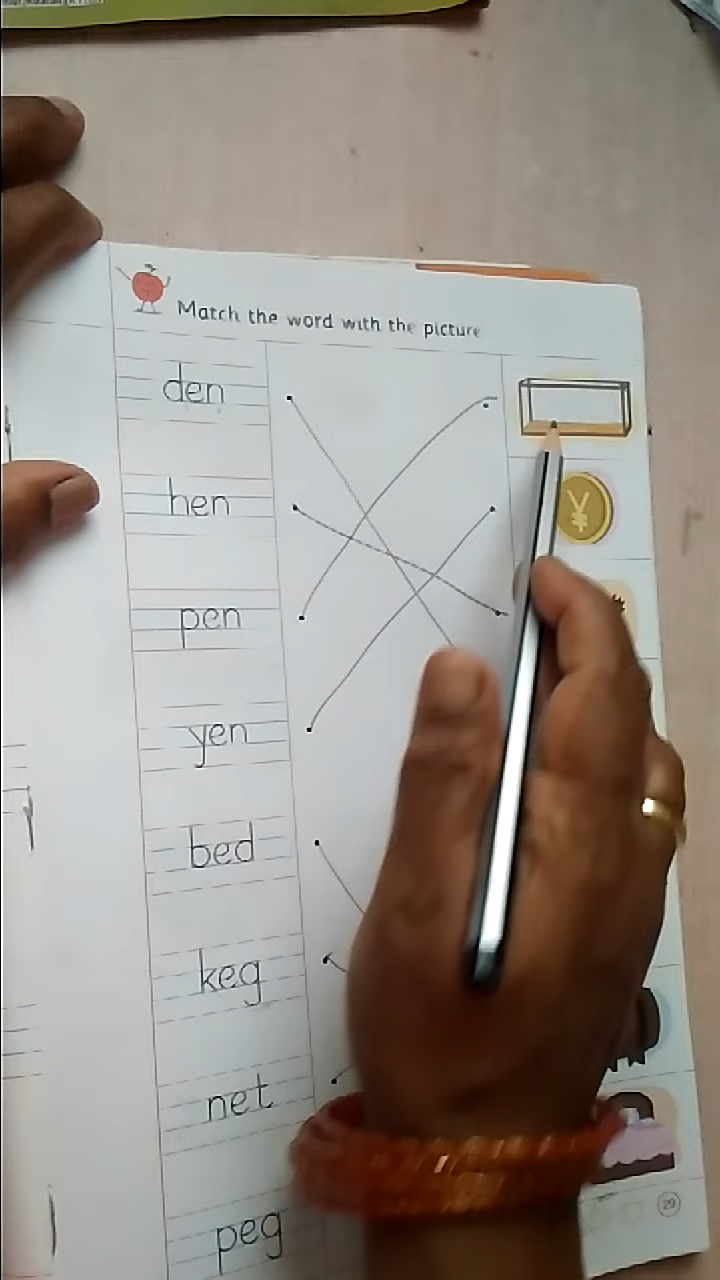 Match the word with the picture
den
hen
pen
¥
yen
bed
keg
net
peg
29